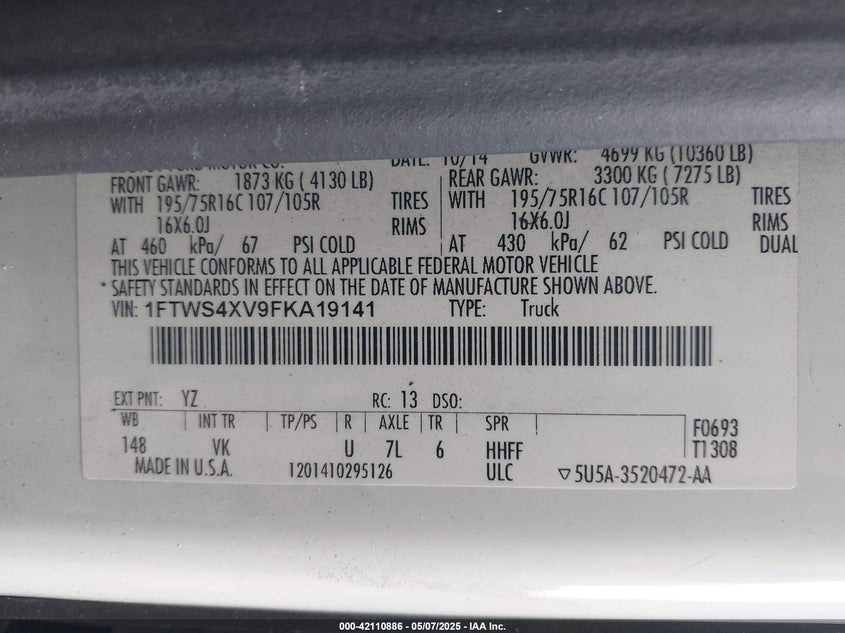 DATE: 10/14 GVWR: 4699 KG (10360 LB)
FRONT GAWR: 1873 KG ( 4130 LB) REAR GAWR: 3300 KG ( 7275 LB)
WITH 195/75R16C 107/105R TIRES WITH 195/75R16C 107/105R TIRES
16X6.0J RIMS 16X6.0J RIMS
AT 460 kPa/ 67 PSI COLD AT 430 kPa/ 62 PSI COLD DUAL
THIS VEHICLE CONFORMS TO ALL APPLICABLE FEDERAL MOTOR VEHICLE
* SAFETY STANDARDS IN EFFECT ON THE DATE OF MANUFACTURE SHOWN ABOVE.
VIN: 1FTWS4XV9FKA19141 TYPE: Truck
EXT PNT: YZ RC: 13 DSO:
WB INT TR TP/PS R AXLE TR SPR F0693
148 VK U 7L 6 HHFF T1308
MADE IN U.S.A. 1201410295126 ULC ▽5U5A-3520472-AA
000-42110886 - 05/07/2025 - IAA Inc.